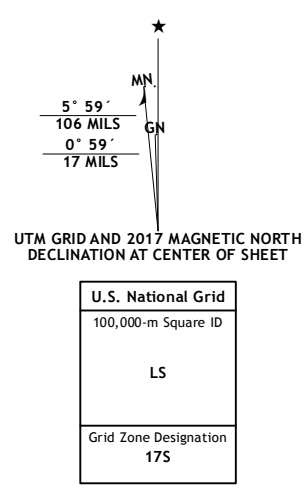 MN.
5° 59´
106 MILS
GN
0° 59´
17 MILS
UTM GRID AND 2017 MAGNETIC NORTH
DECLINATION AT CENTER OF SHEET
U.S. National Grid
100,000-m Square ID
LS
Grid Zone Designation
17S